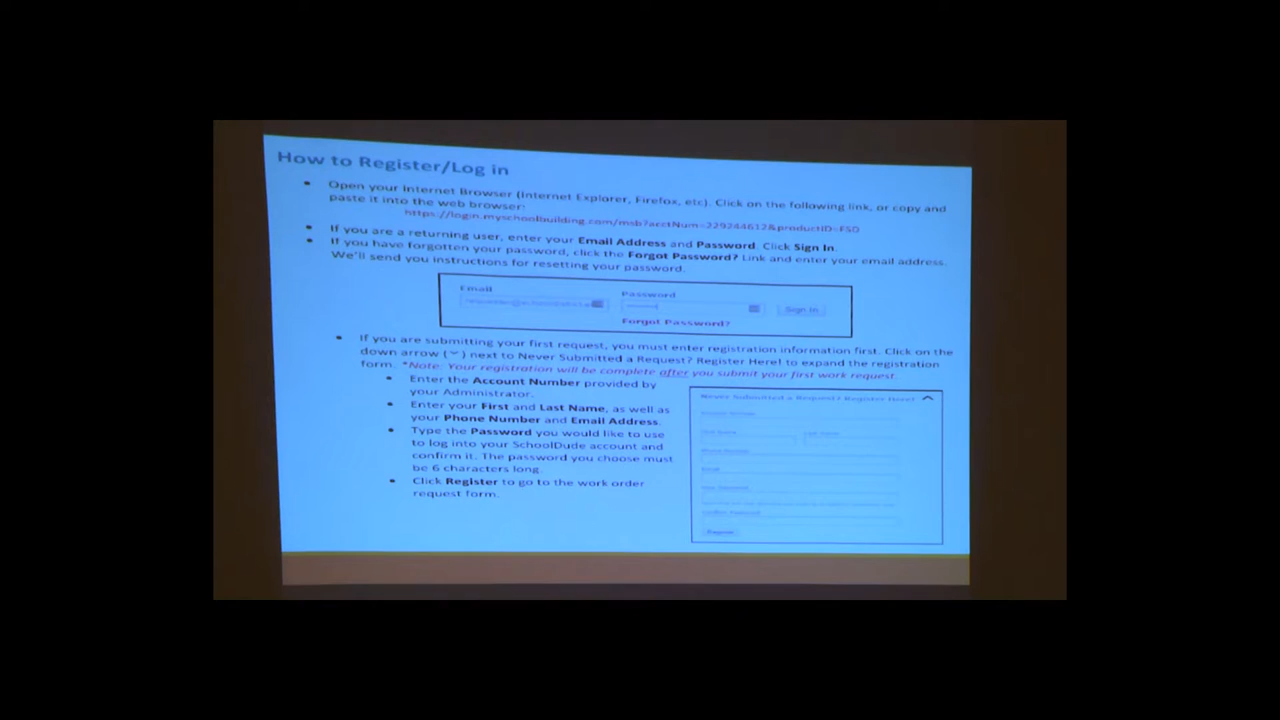 How to Register/Log in
• Open your Internet Browser (Internet Explorer, Firefox, etc). Click on the following link, or copy and
paste it into the web browser:
https://login.myschoolbuilding.com/msb?acctNum=229244612&productID=FSD
• If you are a returning user, enter your Email Address and Password. Click Sign In.
• If you have forgotten your password, click the Forgot Password? Link and enter your email address.
We'll send you instructions for resetting your password.
Email
Password
Sign In
Forgot Password?
• If you are submitting your first request, you must enter registration information first. Click on the
down arrow (﹀) next to Never Submitted a Request? Register Here! to expand the registration
form. *Note: Your registration will be complete after you submit your first work request.
• Enter the Account Number provided by
your Administrator.
• Enter your First and Last Name, as well as
your Phone Number and Email Address.
• Type the Password you would like to use
to log into your SchoolDude account and
confirm it. The password you choose must
be 6 characters long.
• Click Register to go to the work order
request form.
Never Submitted a Request? Register Here!
Phone Number
Email
Confirm Password
Register